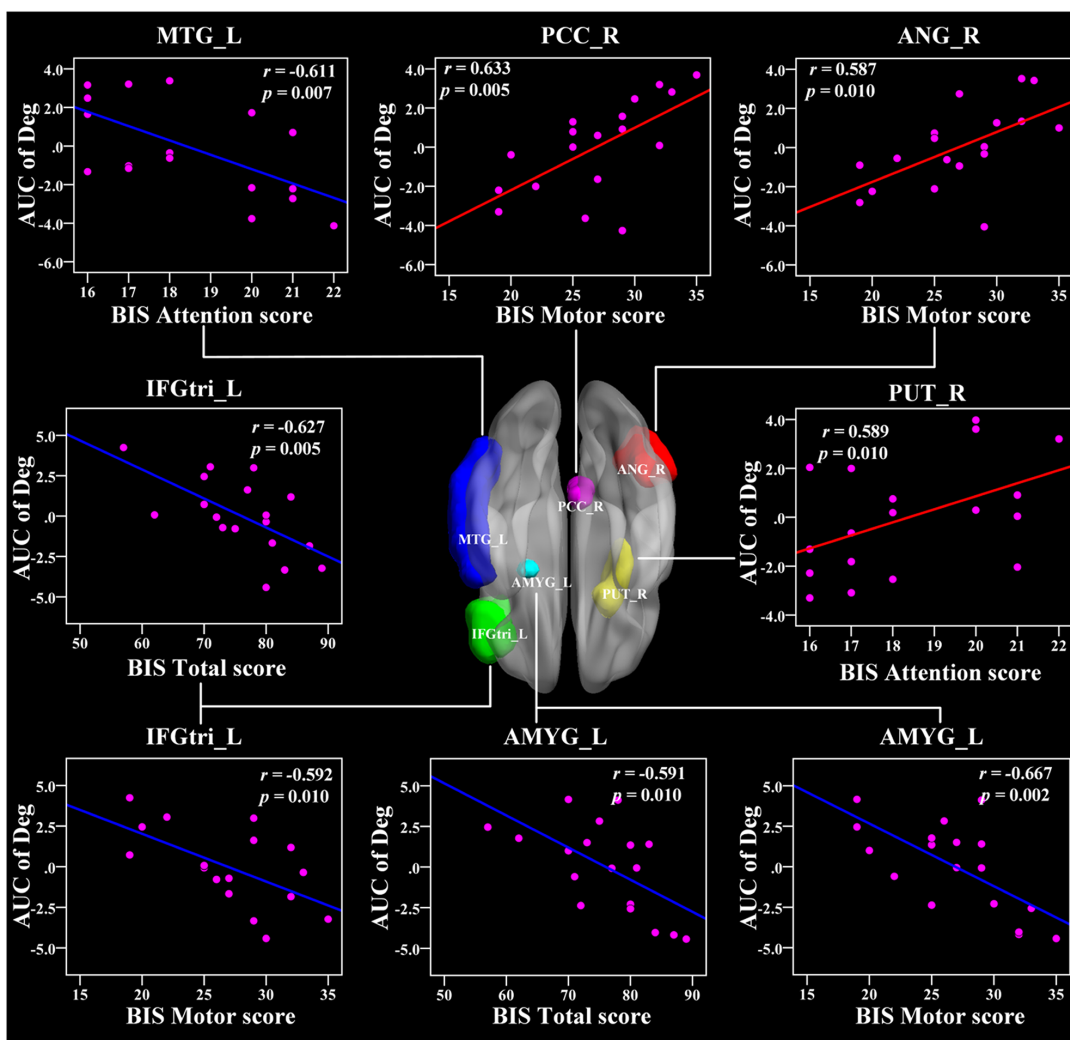 MTG_L
r = -0.611
p = 0.007
AUC of Deg
4.0
2.0
.0
-2.0
-4.0
-6.0
16 17 18 19 20 21 22
BIS Attention score
PCC_R
r = 0.633
p = 0.005
AUC of Deg
4.0
2.0
.0
-2.0
-4.0
-6.0
15 20 25 30 35
BIS Motor score
ANG_R
r = 0.587
p = 0.010
AUC of Deg
4.0
2.0
.0
-2.0
-4.0
-6.0
15 20 25 30 35
BIS Motor score
IFGtri_L
r = -0.627
p = 0.005
AUC of Deg
5.0
2.5
.0
-2.5
-5.0
50 60 70 80 90
BIS Total score
ANG_R
PCC_R
MTG_L
AMYG_L
PUT_R
IFGtri_L
PUT_R
r = 0.589
p = 0.010
AUC of Deg
4.0
2.0
.0
-2.0
-4.0
16 17 18 19 20 21 22
BIS Attention score
IFGtri_L
r = -0.592
p = 0.010
AUC of Deg
5.0
2.5
.0
-2.5
-5.0
15 20 25 30 35
BIS Motor score
AMYG_L
r = -0.591
p = 0.010
AUC of Deg
5.0
2.5
.0
-2.5
-5.0
50 60 70 80 90
BIS Total score
AMYG_L
r = -0.667
p = 0.002
AUC of Deg
5.0
2.5
.0
-2.5
-5.0
15 20 25 30 35
BIS Motor score